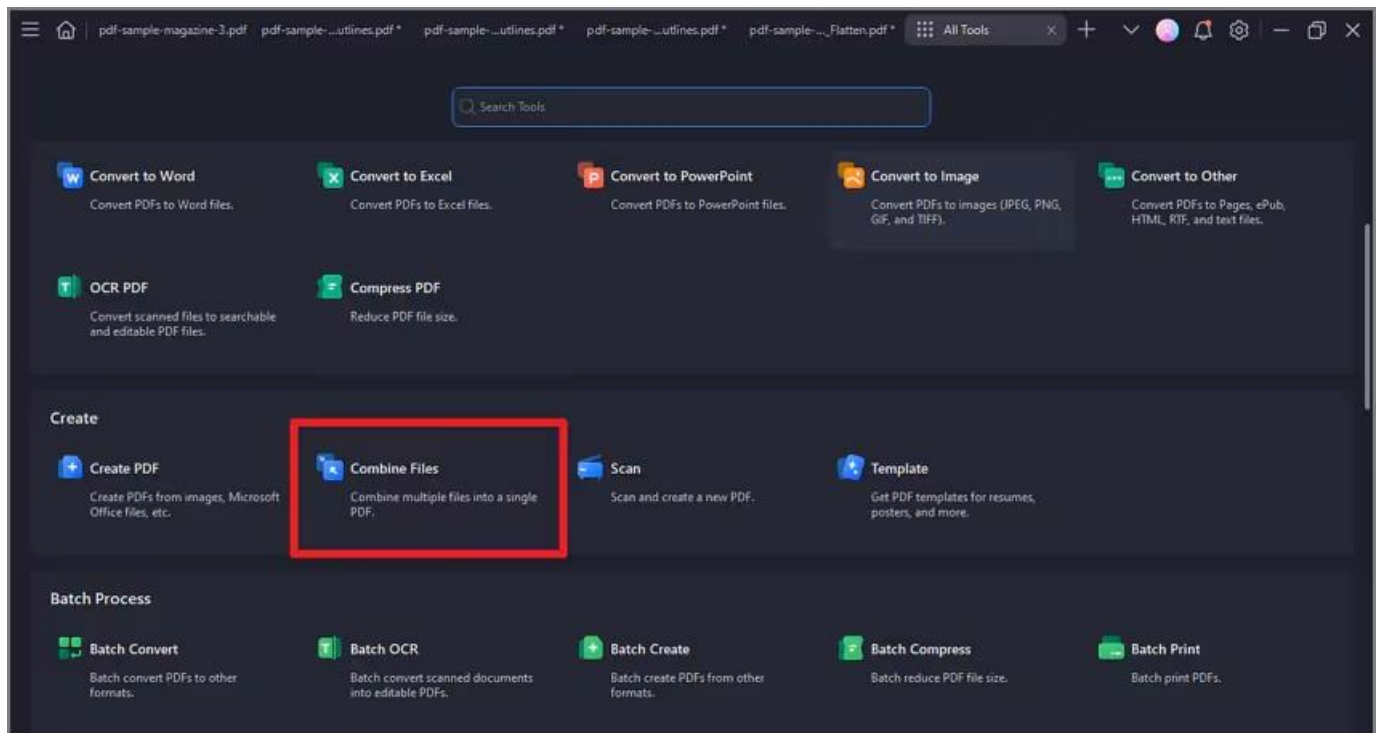 pdf-sample-magazine-3.pdf pdf-sample-...utlines.pdf * pdf-sample-...utlines.pdf * pdf-sample-...utlines.pdf * pdf-sample-..._Flatten.pdf * All Tools
Search Tools
Convert to Word Convert to Excel Convert to PowerPoint Convert to Image Convert to Other
Convert PDFs to Word files. Convert PDFs to Excel files. Convert PDFs to PowerPoint files. Convert PDFs to images (JPEG, PNG, Convert PDFs to Pages, ePub,
GIF, and TIFF). HTML, RTF, and text files.
OCR PDF Compress PDF
Convert scanned files to searchable Reduce PDF file size.
and editable PDF files.
Create
Create PDF Combine Files Scan Template
Create PDFs from images, Microsoft Combine multiple files into a single Scan and create a new PDF. Get PDF templates for resumes,
Office files, etc. PDF. posters, and more.
Batch Process
Batch Convert Batch OCR Batch Create Batch Compress Batch Print
Batch convert PDFs to other Batch convert scanned documents Batch create PDFs from other Batch reduce PDF file size. Batch print PDFs.
formats. into editable PDFs. formats.